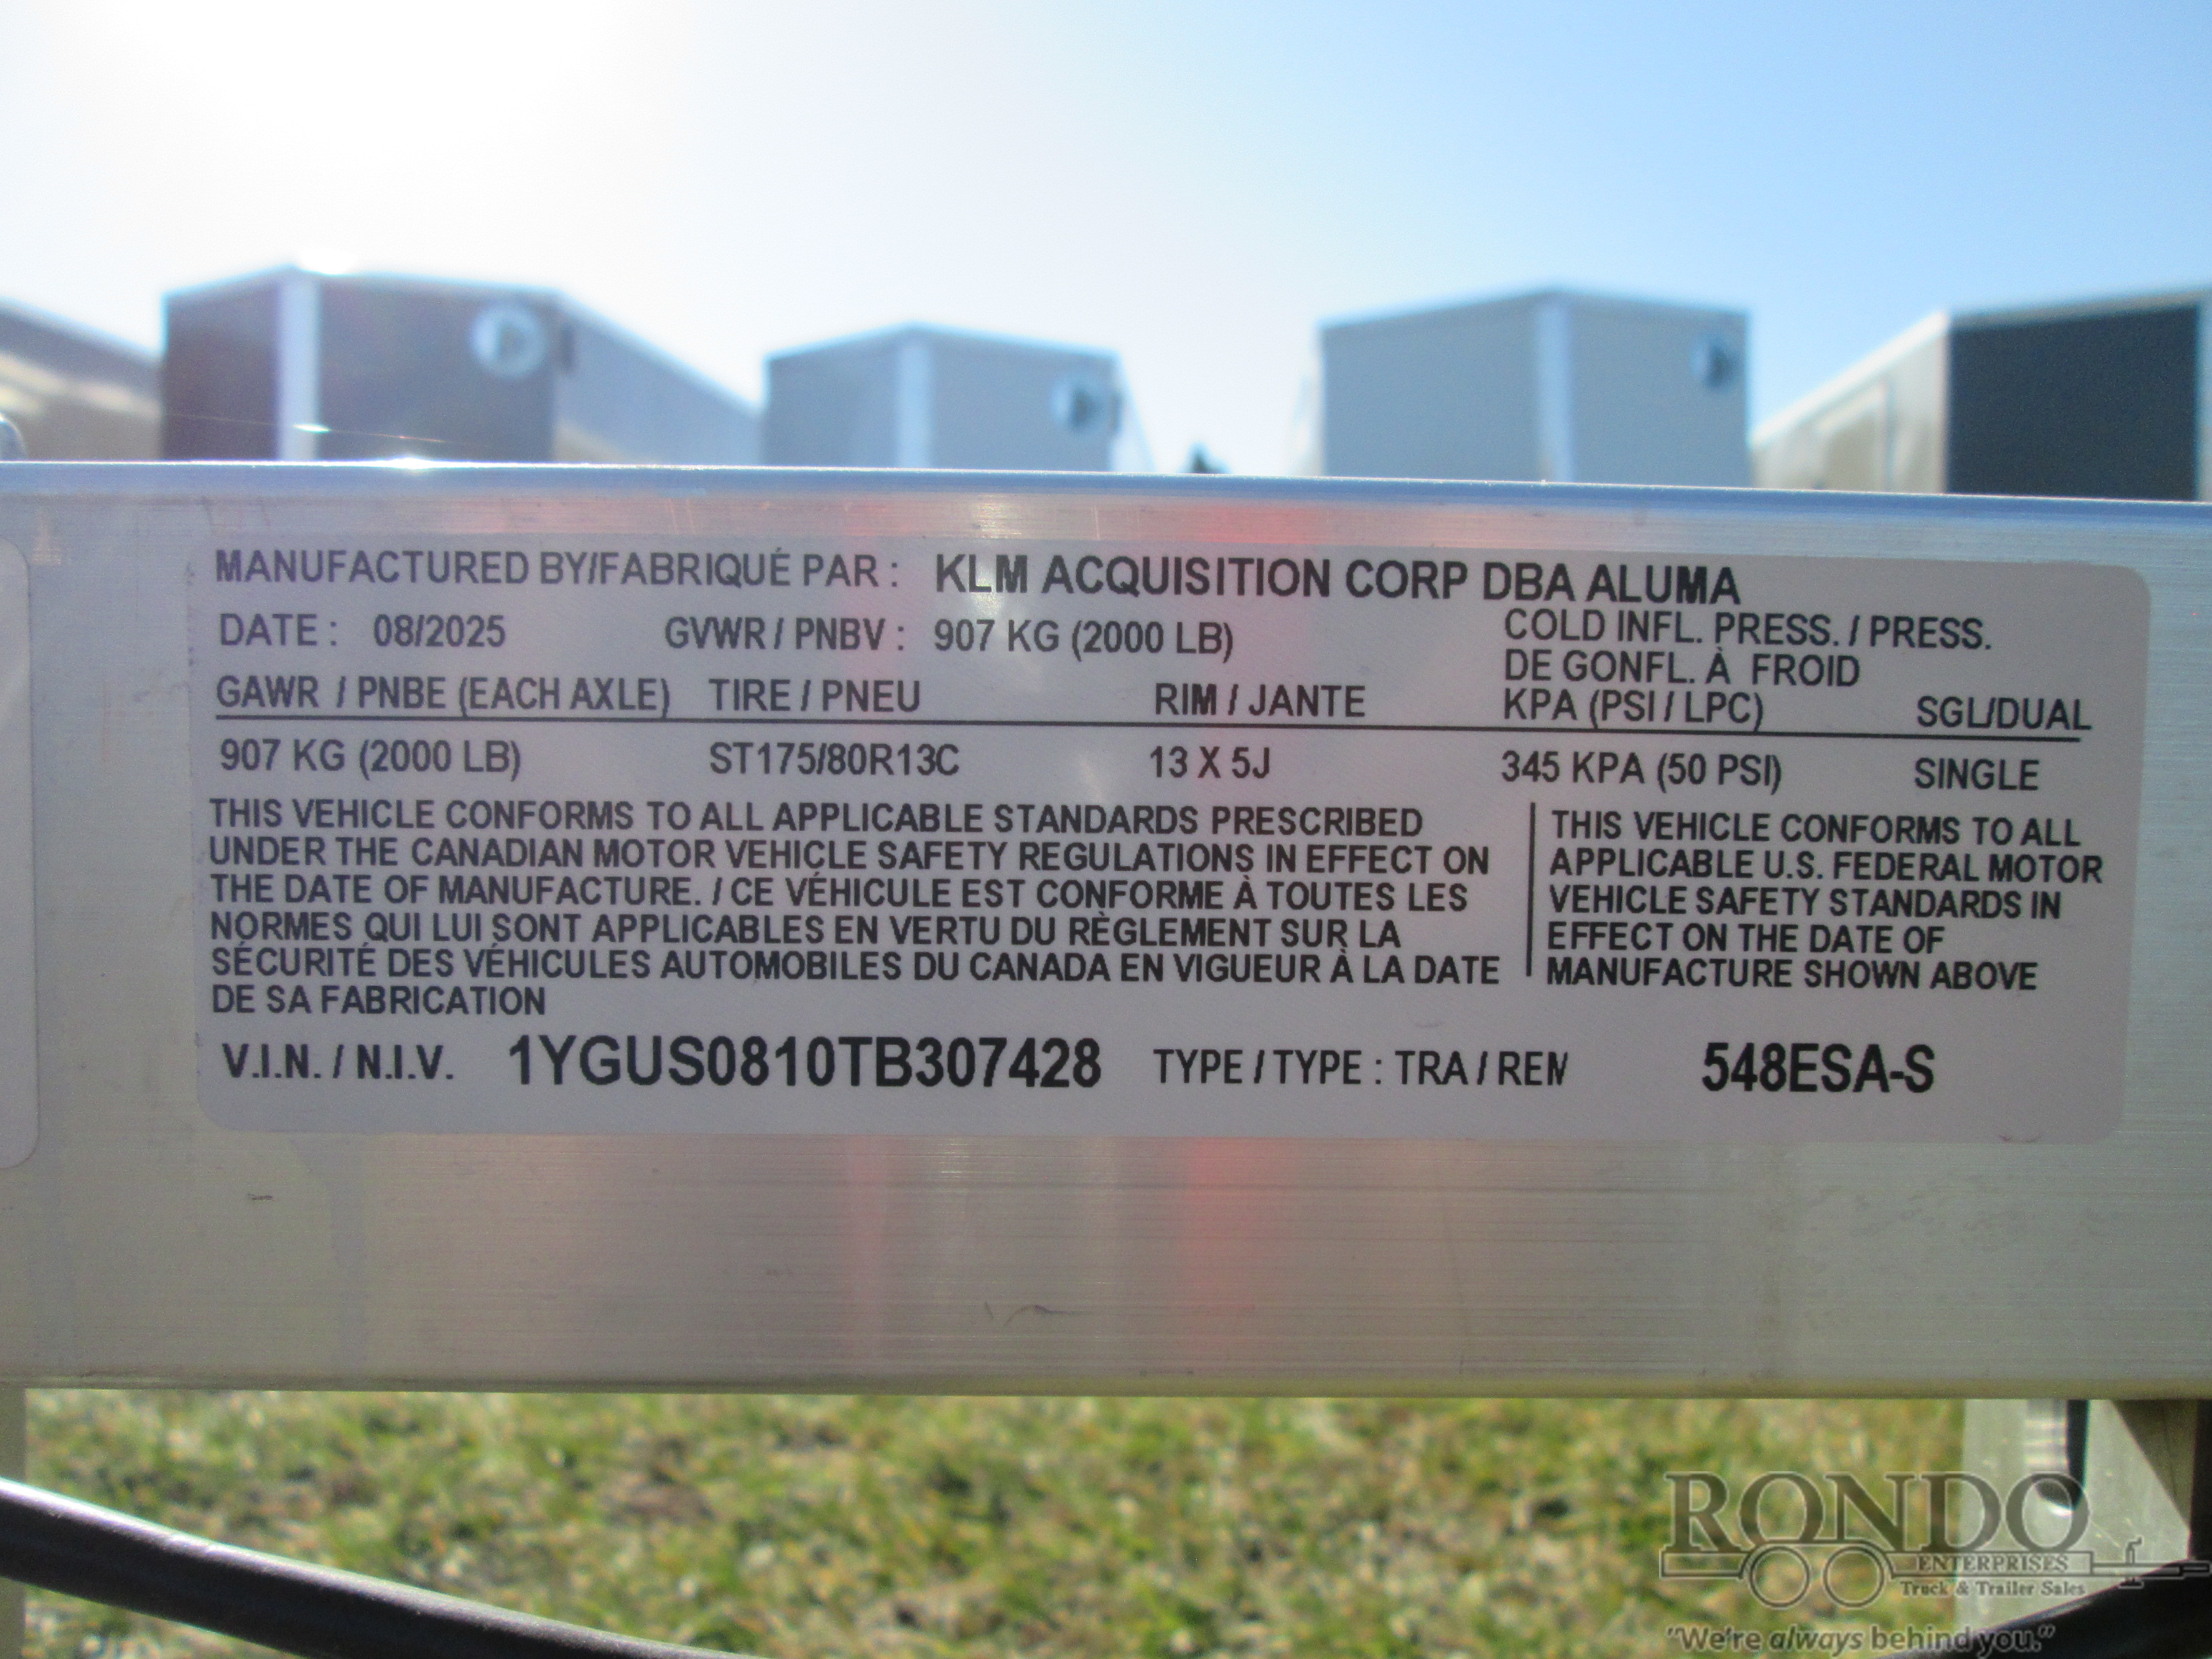 MANUFACTURED BY/FABRIQUÉ PAR : KLM ACQUISITION CORP DBA ALUMA
DATE : 08/2025 GVWR / PNBV : 907 KG (2000 LB)
COLD INFL. PRESS. / PRESS.
DE GONFL. À FROID
GAWR / PNBE (EACH AXLE) TIRE / PNEU RIM / JANTE KPA (PSI / LPC) SGL/DUAL
907 KG (2000 LB) ST175/80R13C 13 X 5J 345 KPA (50 PSI) SINGLE
THIS VEHICLE CONFORMS TO ALL APPLICABLE STANDARDS PRESCRIBED
UNDER THE CANADIAN MOTOR VEHICLE SAFETY REGULATIONS IN EFFECT ON
THE DATE OF MANUFACTURE. / CE VÉHICULE EST CONFORME À TOUTES LES
NORMES QUI LUI SONT APPLICABLES EN VERTU DU RÈGLEMENT SUR LA
SÉCURITÉ DES VÉHICULES AUTOMOBILES DU CANADA EN VIGUEUR À LA DATE
DE SA FABRICATION
THIS VEHICLE CONFORMS TO ALL
APPLICABLE U.S. FEDERAL MOTOR
VEHICLE SAFETY STANDARDS IN
EFFECT ON THE DATE OF
MANUFACTURE SHOWN ABOVE
V.I.N. / N.I.V. 1YGUS0810TB307428 TYPE / TYPE : TRA / REM 548ESA-S
RONDO
ENTERPRISES
Truck & Trailer Sales
"We're always behind you."